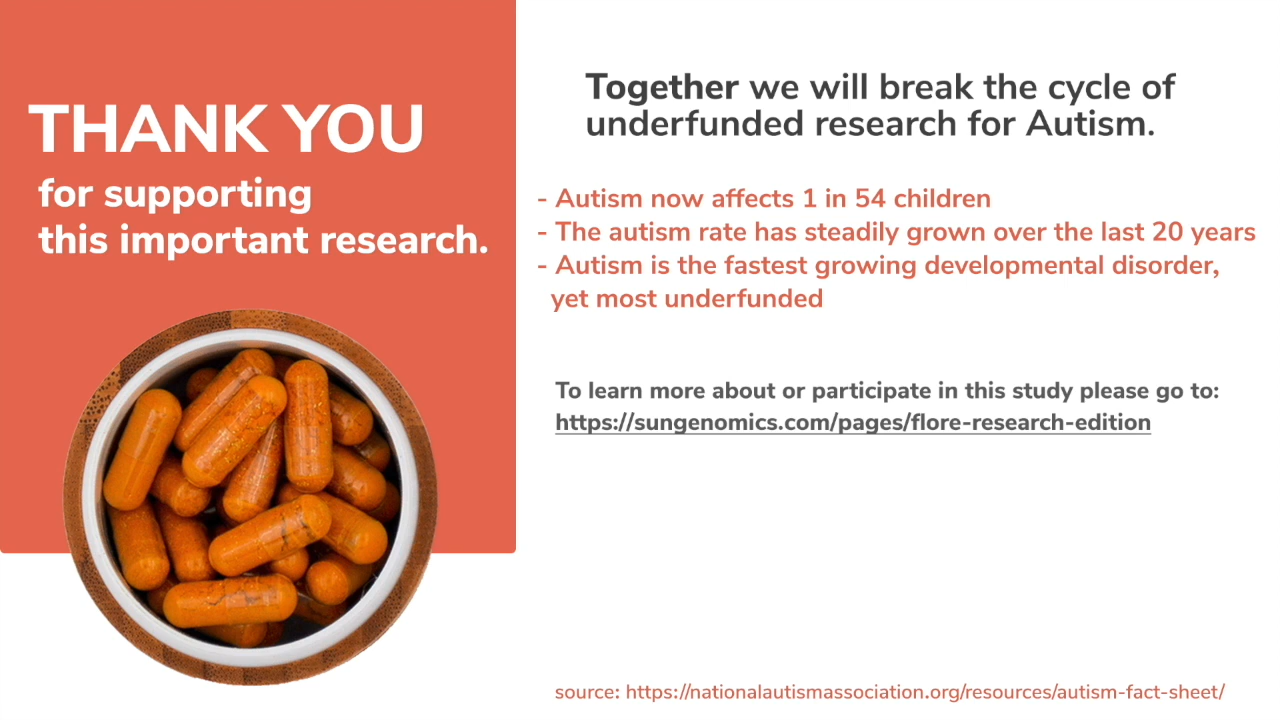 THANK YOU
for supporting
this important research.
Together we will break the cycle of
underfunded research for Autism.
- Autism now affects 1 in 54 children
- The autism rate has steadily grown over the last 20 years
- Autism is the fastest growing developmental disorder,
yet most underfunded
To learn more about or participate in this study please go to:
https://sungenomics.com/pages/flore-research-edition
source: https://nationalautismassociation.org/resources/autism-fact-sheet/